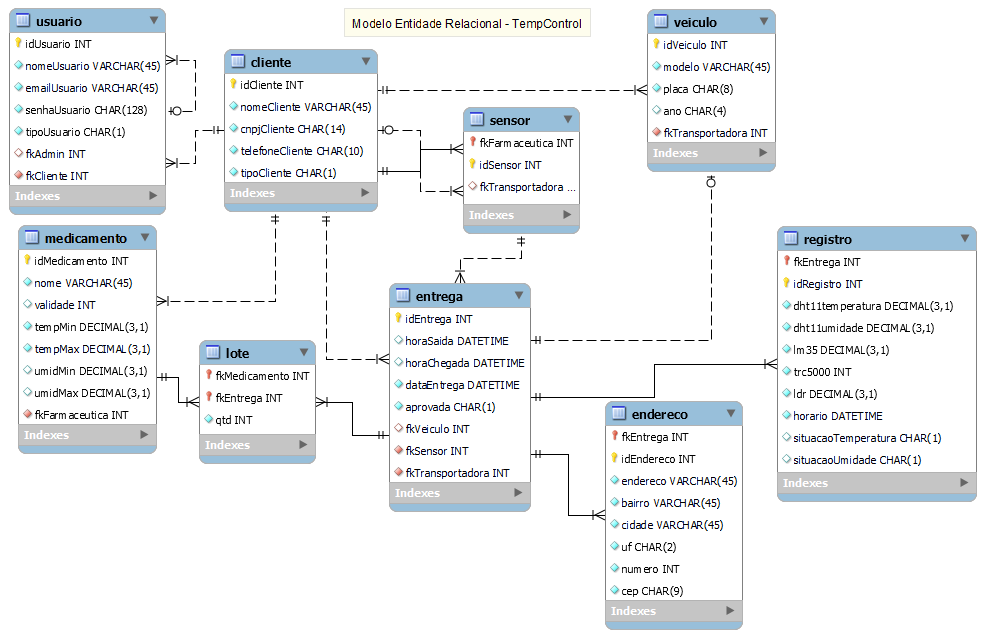 Modelo Entidade Relacional - TempControl
usuario
idUsuario INT
nomeUsuario VARCHAR(45)
emailUsuario VARCHAR(45)
senhaUsuario CHAR(128)
tipoUsuario CHAR(1)
fkAdmin INT
fkCliente INT
Indexes
cliente
idCliente INT
nomeCliente VARCHAR(45)
cnpjCliente CHAR(14)
telefoneCliente CHAR(10)
tipoCliente CHAR(1)
Indexes
sensor
fkFarmaceutica INT
idSensor INT
fkTransportadora ...
Indexes
veiculo
idVeiculo INT
modelo VARCHAR(45)
placa CHAR(8)
ano CHAR(4)
fkTransportadora INT
Indexes
medicamento
idMedicamento INT
nome VARCHAR(45)
validade INT
tempMin DECIMAL(3,1)
tempMax DECIMAL(3,1)
umidMin DECIMAL(3,1)
umidMax DECIMAL(3,1)
fkFarmaceutica INT
Indexes
lote
fkMedicamento INT
fkEntrega INT
qtd INT
Indexes
entrega
idEntrega INT
horaSaida DATETIME
horaChegada DATETIME
dataEntrega DATETIME
aprovada CHAR(1)
fkVeiculo INT
fkSensor INT
fkTransportadora INT
Indexes
endereco
fkEntrega INT
idEndereco INT
endereco VARCHAR(45)
bairro VARCHAR(45)
cidade VARCHAR(45)
uf CHAR(2)
numero INT
cep CHAR(9)
Indexes
registro
fkEntrega INT
idRegistro INT
dht11temperatura DECIMAL(3,1)
dht11umidade DECIMAL(3,1)
lm35 DECIMAL(3,1)
trc5000 INT
ldr DECIMAL(3,1)
horario DATETIME
situacaoTemperatura CHAR(1)
situacaoUmidade CHAR(1)
Indexes